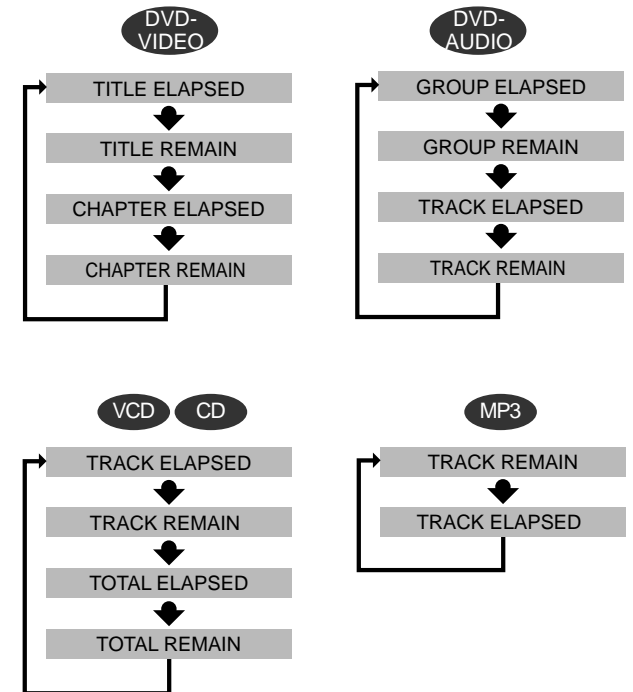 DVD-
VIDEO
TITLE ELAPSED
TITLE REMAIN
CHAPTER ELAPSED
CHAPTER REMAIN
DVD-
AUDIO
GROUP ELAPSED
GROUP REMAIN
TRACK ELAPSED
TRACK REMAIN
VCD CD
TRACK ELAPSED
TRACK REMAIN
TOTAL ELAPSED
TOTAL REMAIN
MP3
TRACK REMAIN
TRACK ELAPSED